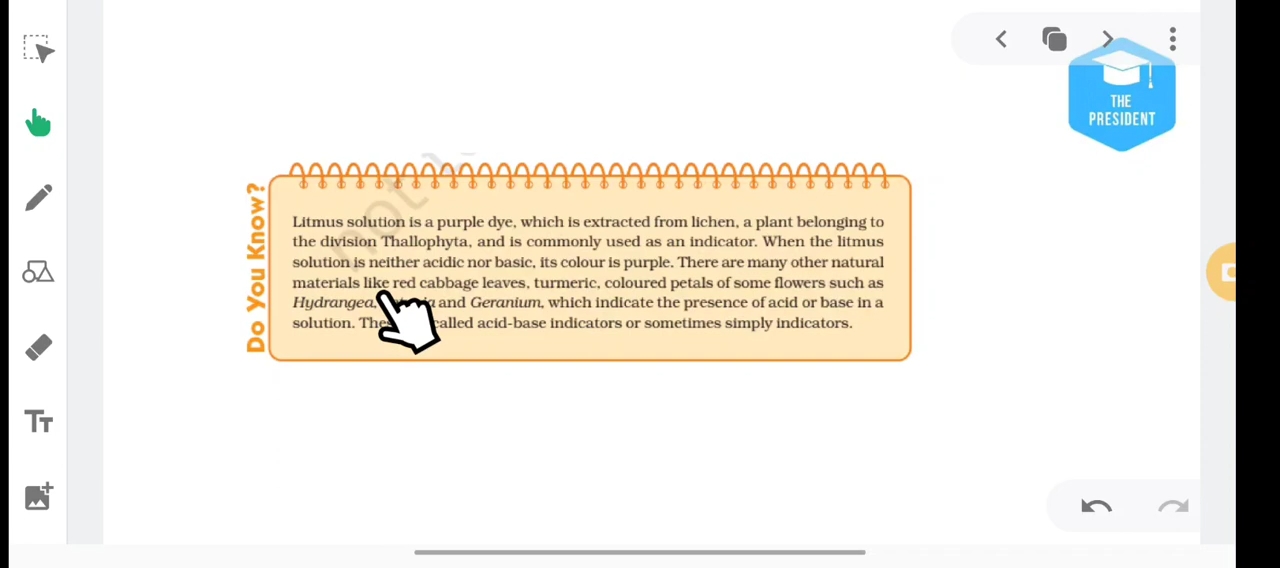 THE
PRESIDENT
Do You Know?
Litmus solution is a purple dye, which is extracted from lichen, a plant belonging to
the division Thallophyta, and is commonly used as an indicator. When the litmus
solution is neither acidic nor basic, its colour is purple. There are many other natural
materials like red cabbage leaves, turmeric, coloured petals of some flowers such as
Hydrangea, and Geranium, which indicate the presence of acid or base in a
solution. called acid-base indicators or sometimes simply indicators.
not
Tт